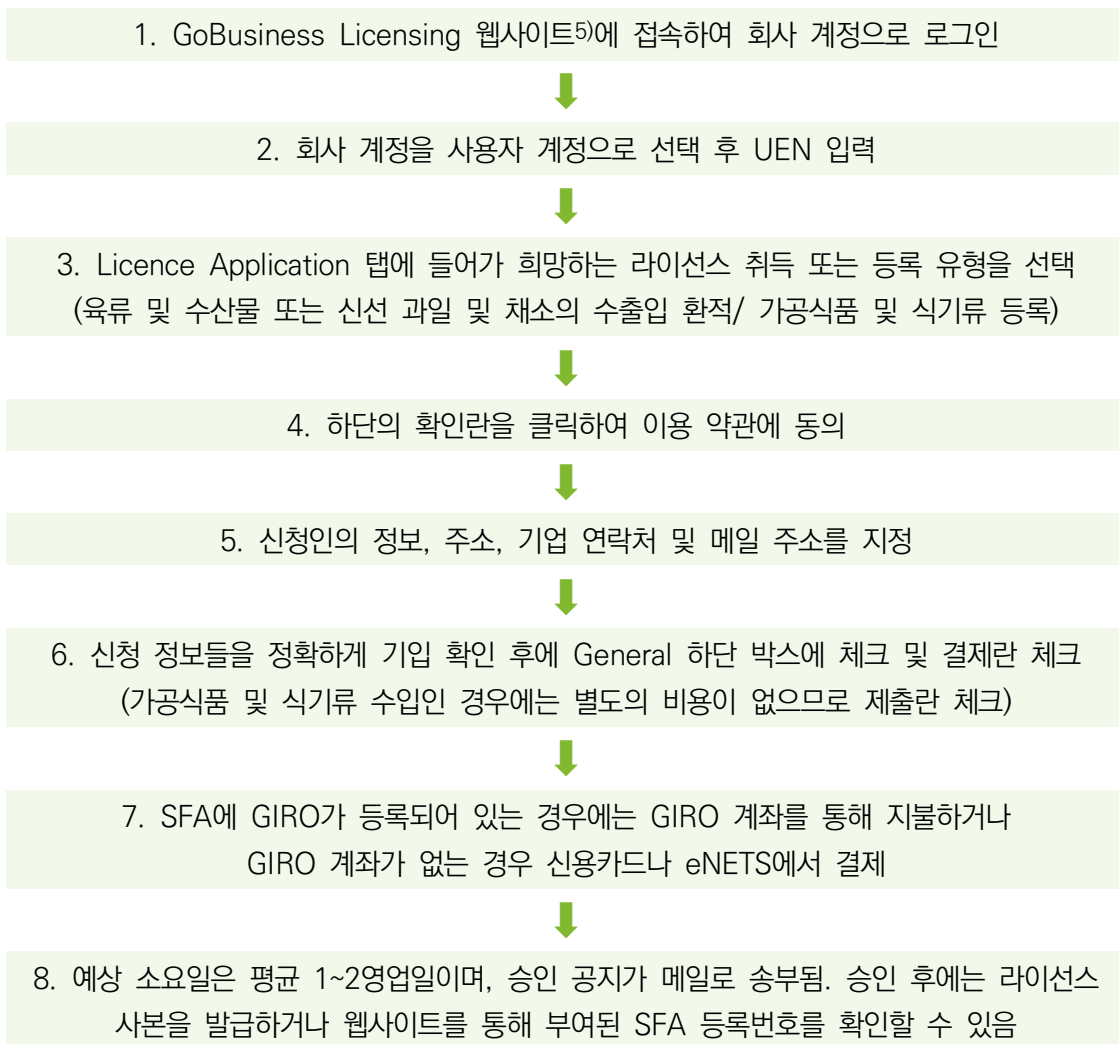 1. GoBusiness Licensing 웹사이트5)에 접속하여 회사 계정으로 로그인
2. 회사 계정을 사용자 계정으로 선택 후 UEN 입력
3. Licence Application 탭에 들어가 희망하는 라이선스 취득 또는 등록 유형을 선택
(육류 및 수산물 또는 신선 과일 및 채소의 수출입 환적/ 가공식품 및 식기류 등록)
4. 하단의 확인란을 클릭하여 이용 약관에 동의
5. 신청인의 정보, 주소, 기업 연락처 및 메일 주소를 지정
6. 신청 정보들을 정확하게 기입 확인 후에 General 하단 박스에 체크 및 결제란 체크
(가공식품 및 식기류 수입인 경우에는 별도의 비용이 없으므로 제출란 체크)
7. SFA에 GIRO가 등록되어 있는 경우에는 GIRO 계좌를 통해 지불하거나
GIRO 계좌가 없는 경우 신용카드나 eNETS에서 결제
8. 예상 소요일은 평균 1~2영업일이며, 승인 공지가 메일로 송부됨. 승인 후에는 라이선스
사본을 발급하거나 웹사이트를 통해 부여된 SFA 등록번호를 확인할 수 있음